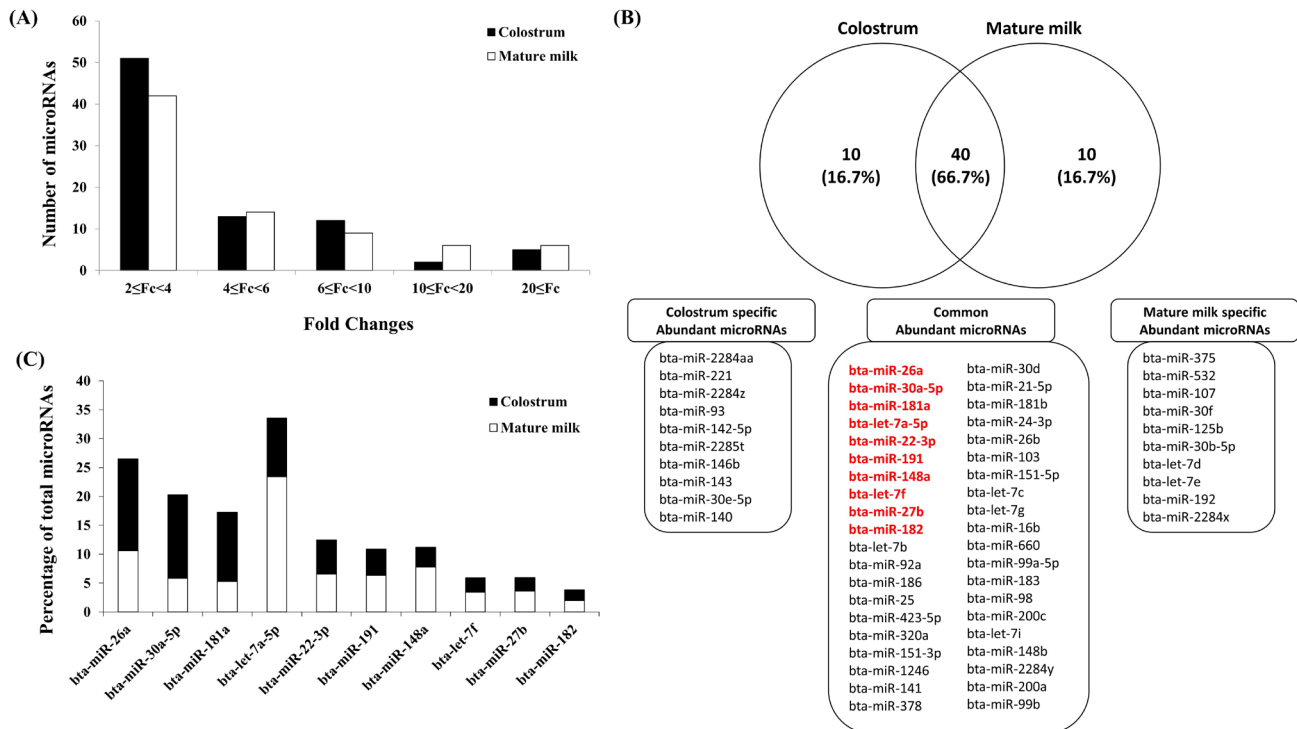 (A)
Number of microRNAs
60
50
40
30
20
10
0
Colostrum
Mature milk
2≤Fc<4
4≤Fc<6
6≤Fc<10
10≤Fc<20
20≤Fc
Fold Changes
(B)
Colostrum
Mature milk
10
(16.7%)
40
(66.7%)
10
(16.7%)
Colostrum specific
Abundant microRNAs
bta-miR-2284aa
bta-miR-221
bta-miR-2284z
bta-miR-93
bta-miR-142-5p
bta-miR-2285t
bta-miR-146b
bta-miR-143
bta-miR-30e-5p
bta-miR-140
Common
Abundant microRNAs
bta-miR-26a
bta-miR-30a-5p
bta-miR-181a
bta-let-7a-5p
bta-miR-22-3p
bta-miR-191
bta-miR-148a
bta-let-7f
bta-miR-27b
bta-miR-182
bta-let-7b
bta-miR-92a
bta-miR-186
bta-miR-25
bta-miR-423-5p
bta-miR-320a
bta-miR-151-3p
bta-miR-1246
bta-miR-141
bta-miR-378
bta-miR-30d
bta-miR-21-5p
bta-miR-181b
bta-miR-24-3p
bta-miR-26b
bta-miR-103
bta-miR-151-5p
bta-let-7c
bta-let-7g
bta-miR-16b
bta-miR-660
bta-miR-99a-5p
bta-miR-183
bta-miR-98
bta-miR-200c
bta-let-7i
bta-miR-148b
bta-miR-2284y
bta-miR-200a
bta-miR-99b
Mature milk specific
Abundant microRNAs
bta-miR-375
bta-miR-532
bta-miR-107
bta-miR-30f
bta-miR-125b
bta-miR-30b-5p
bta-let-7d
bta-let-7e
bta-miR-192
bta-miR-2284x
(C)
Percentage of total microRNAs
40
35
30
25
20
15
10
5
0
Colostrum
Mature milk
bta-miR-26a
bta-miR-30a-5p
bta-miR-181a
bta-let-7a-5p
bta-miR-22-3p
bta-miR-191
bta-miR-148a
bta-let-7f
bta-miR-27b
bta-miR-182